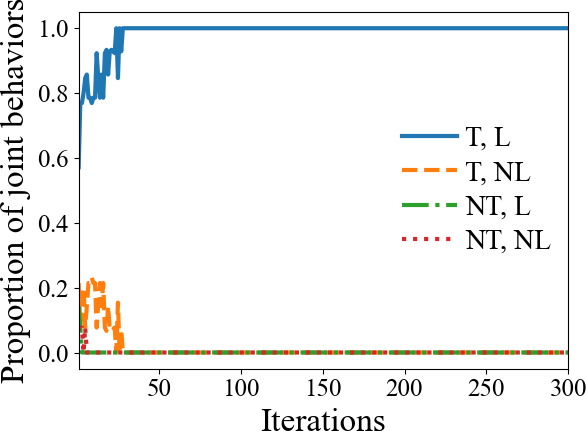 Proportion of joint behaviors
1.0
0.8
0.6
0.4
0.2
0.0
T, L
T, NL
NT, L
NT, NL
50 100 150 200 250 300
Iterations